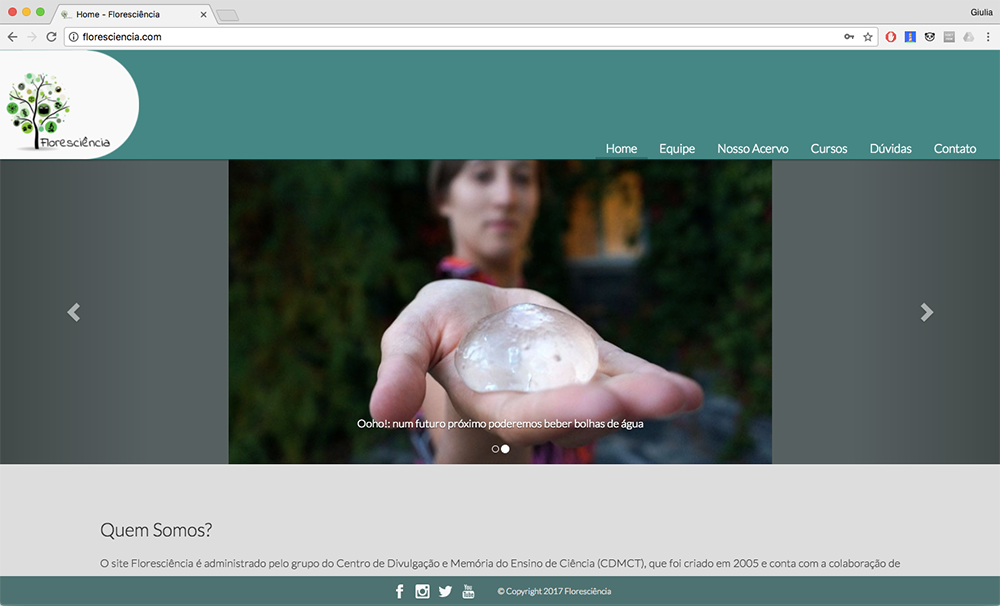 Home - Floresciência
Giulia
floresciencia.com
Floresciência
Home Equipe Nosso Acervo Cursos Dúvidas Contato
Ooho!: num futuro próximo poderemos beber bolhas de água
Quem Somos?
O site Floresciência é administrado pelo grupo do Centro de Divulgação e Memória do Ensino de Ciência (CDMCT), que foi criado em 2005 e conta com a colaboração de
You Tube
© Copyright 2017 Floresciência